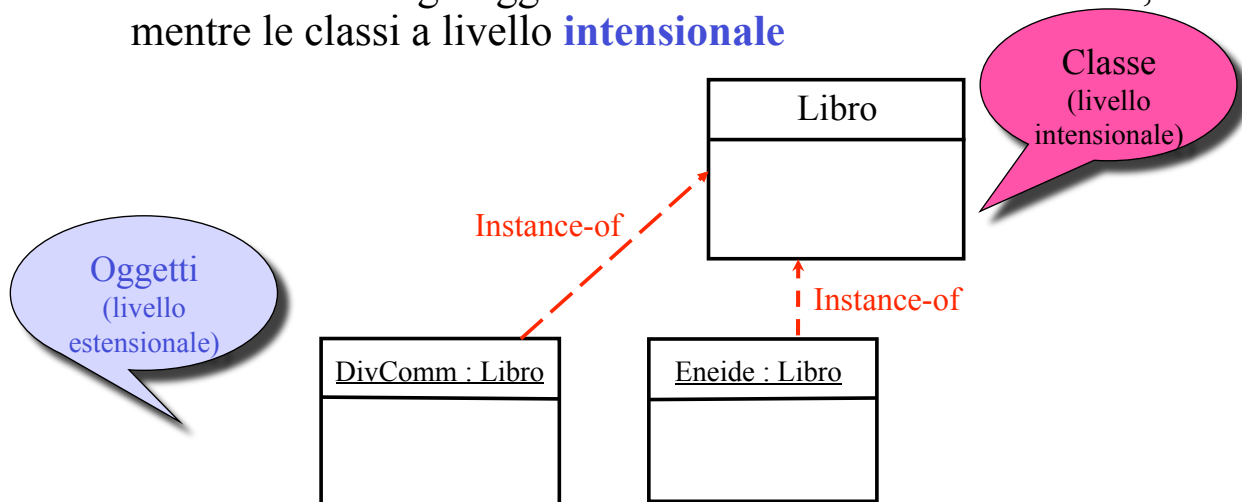 mentre le classi a livello intensionale
Classe
(livello
intensionale)
Libro
Instance-of
Oggetti
(livello
estensionale)
Instance-of
DivComm : Libro
Eneide : Libro